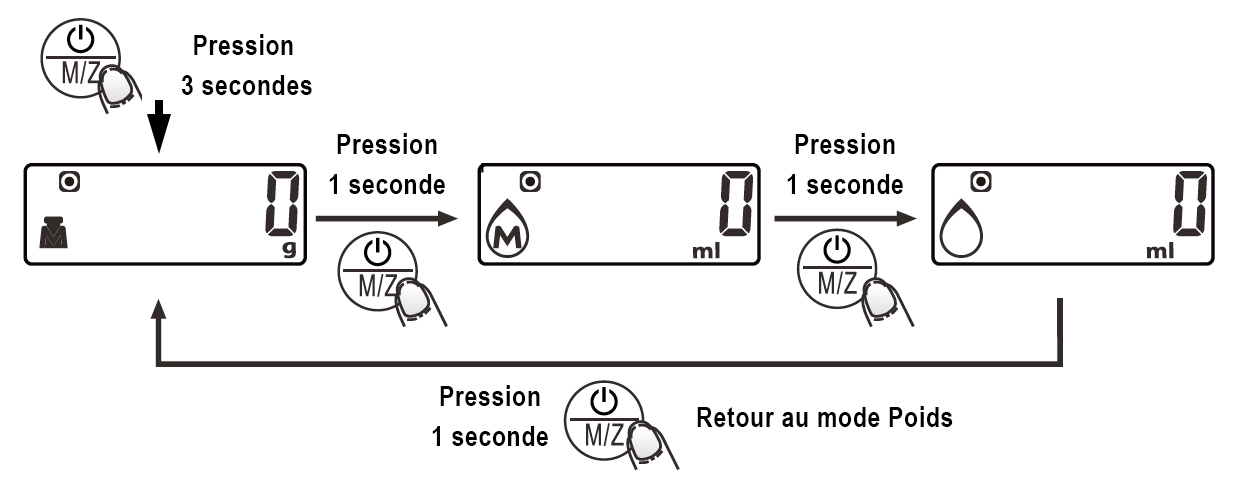 M/Z
Pression
3 secondes
0
g
M
Pression
1 seconde
M/Z
M
0
ml
Pression
1 seconde
M/Z
0
ml
Pression
1 seconde
M/Z
Retour au mode Poids